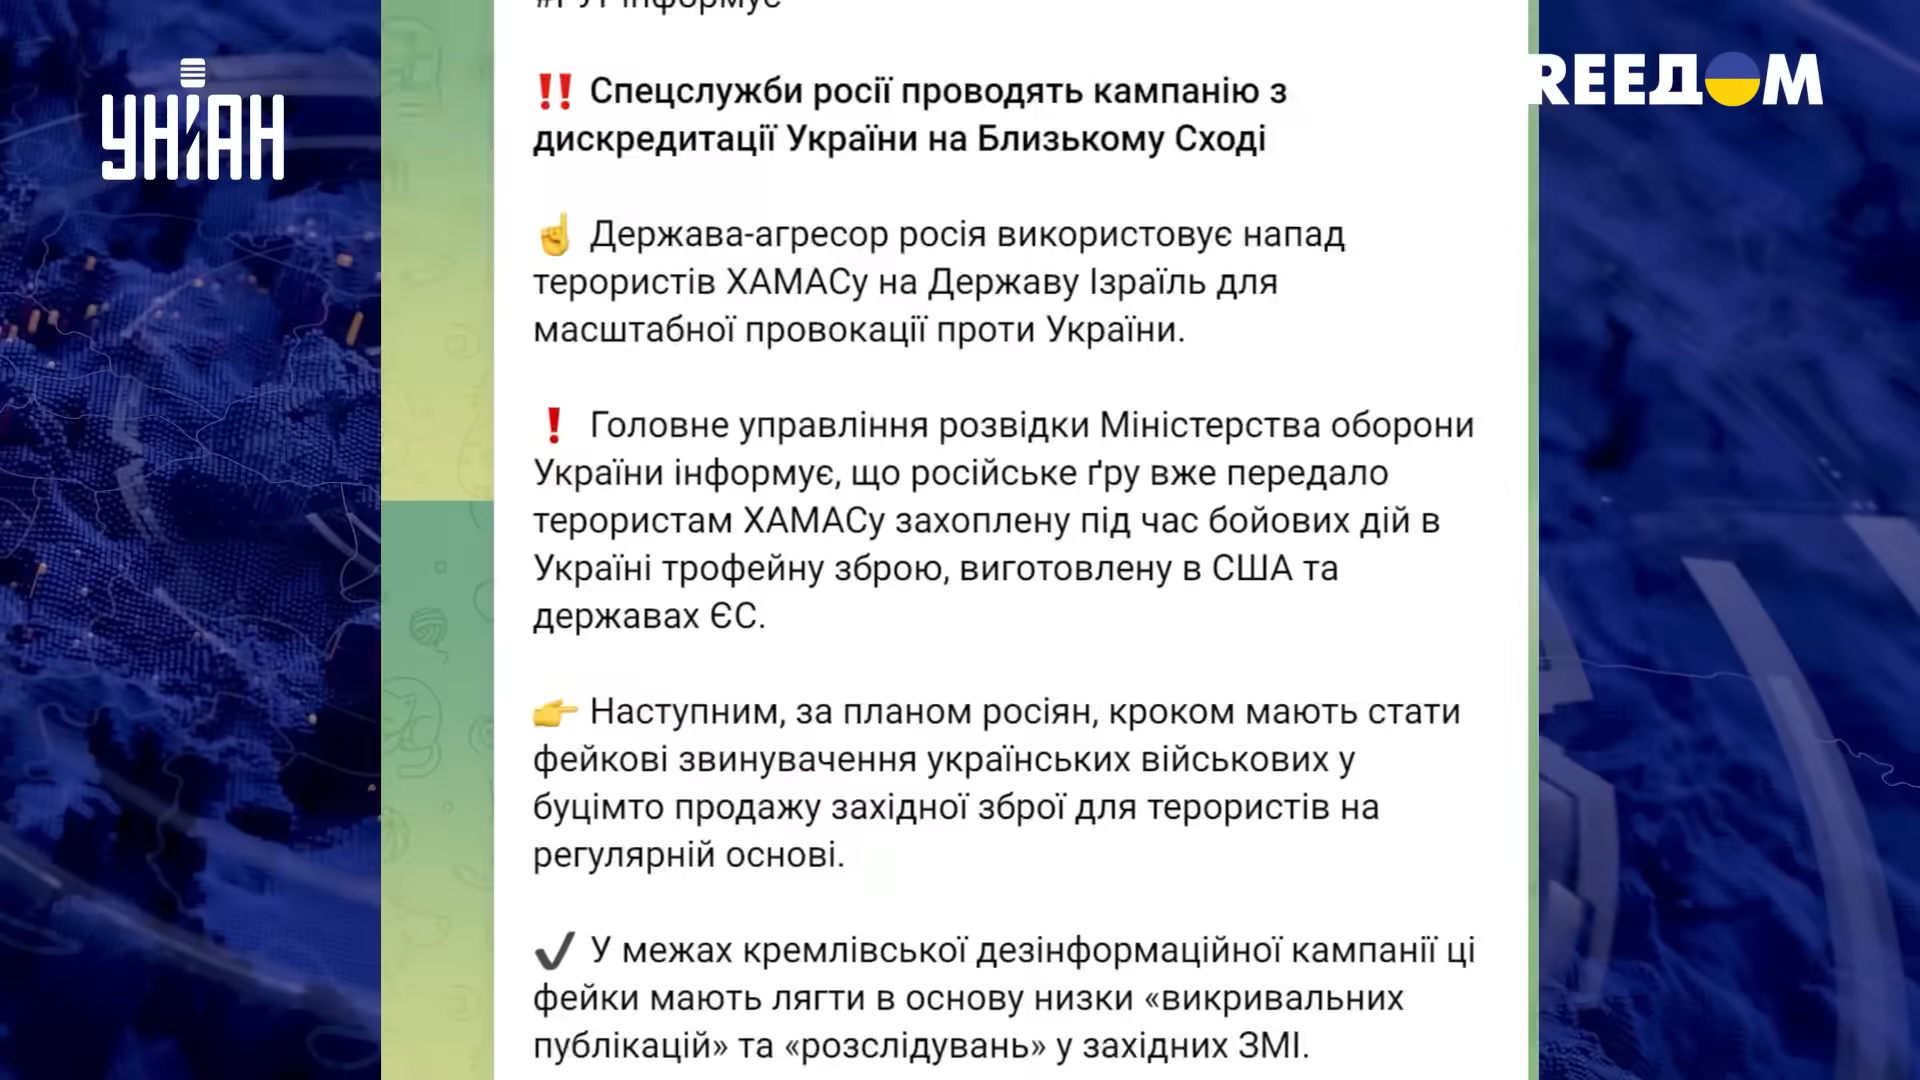 УНІАН
REEДOM
‼ Спецслужби росії проводять кампанію з
дискредитації України на Близькому Сході
☝ Держава-агресор росія використовує напад
терористів ХАМАСу на Державу Ізраїль для
масштабної провокації проти України.
❗ Головне управління розвідки Міністерства оборони
України інформує, що російське ґру вже передало
терористам ХАМАСу захоплену під час бойових дій в
Україні трофейну зброю, виготовлену в США та
державах ЄС.
👉 Наступним, за планом росіян, кроком мають стати
фейкові звинувачення українських військових у
буцімто продажу західної зброї для терористів на
регулярній основі.
✔ У межах кремлівської дезінформаційної кампанії ці
фейки мають лягти в основу низки «викривальних
публікацій» та «розслідувань» у західних ЗМІ.